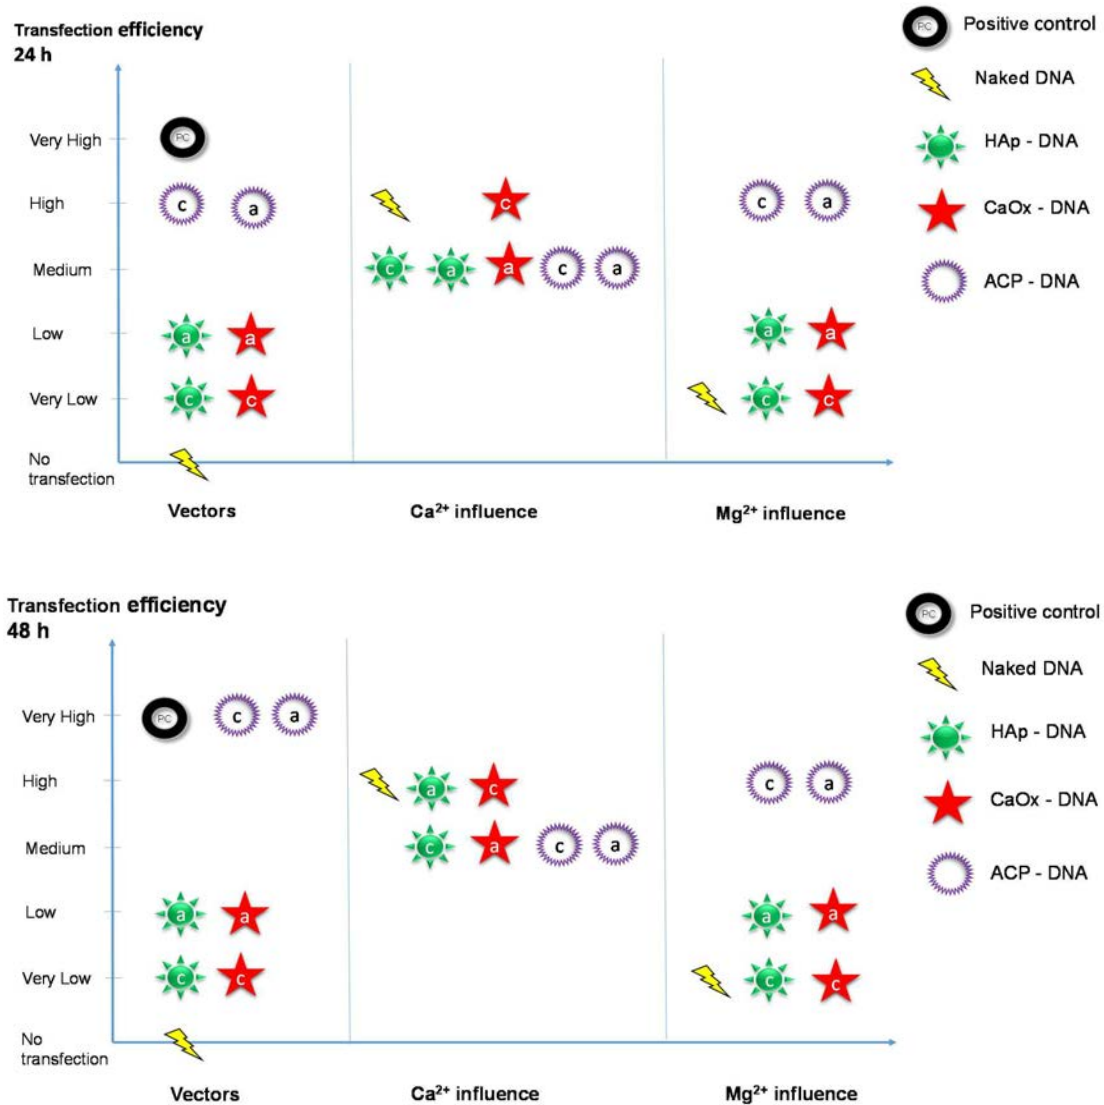 Transfection efficiency
24 h
PC
Positive control
Naked DNA
HAp - DNA
CaOx - DNA
ACP - DNA
Very High
PC
High
c a
c
c a
Medium
c a a c a
Low
a a
a a
Very Low
c c
c c
No
transfection
Vectors
Ca²⁺ influence
Mg²⁺ influence
Transfection efficiency
48 h
PC
Positive control
Naked DNA
HAp - DNA
CaOx - DNA
ACP - DNA
Very High
PC c a
High
a c
c a
Medium
c a c a
Low
a a
a a
Very Low
c c
c c
No
transfection
Vectors
Ca²⁺ influence
Mg²⁺ influence